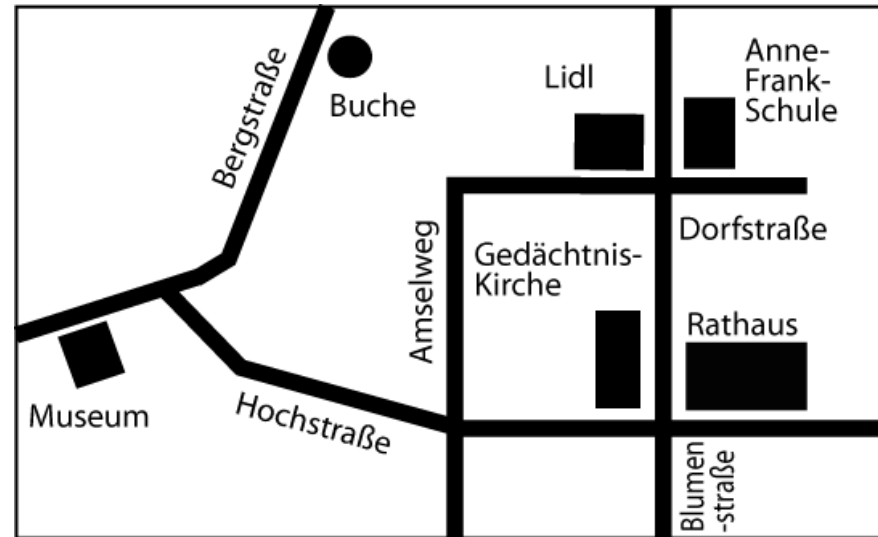 Bergstraße
Buche
Lidl
Anne-
Frank-
Schule
Amselweg
Gedächtnis-
Kirche
Dorfstraße
Rathaus
Museum
Hochstraße
Blumen
-straße